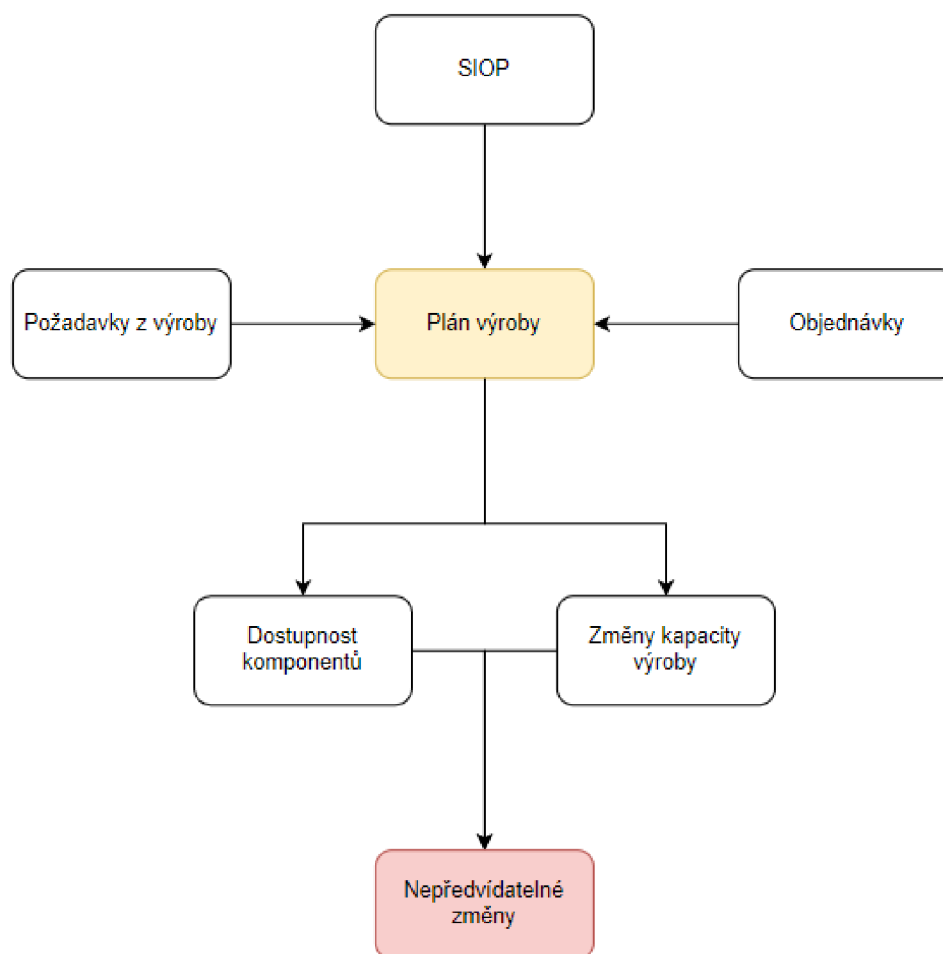 SIOP
Požadavky z výroby
Plán výroby
Objednávky
Dostupnost
komponentů
Změny kapacity
výroby
Nepředvídatelné
změny